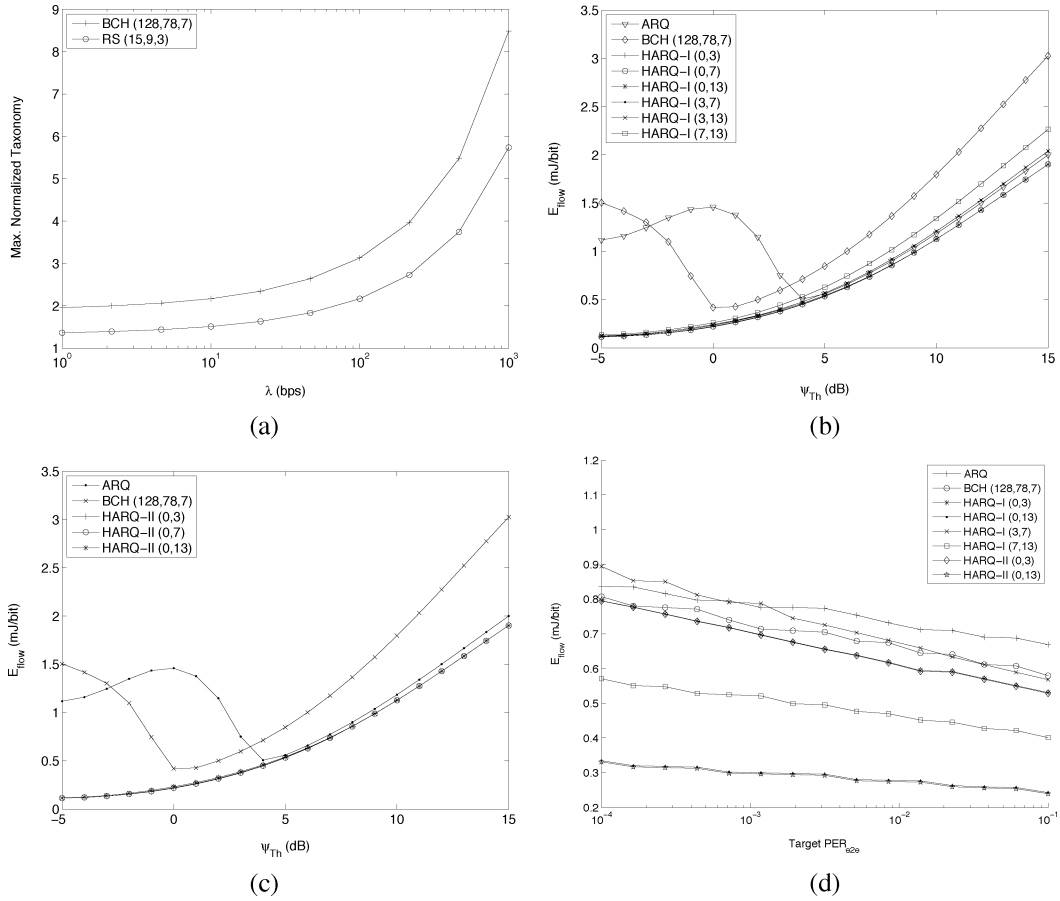 9
8
7
6
5
4
3
2
1
10⁰
10¹
10²
10³
BCH (128,78,7)
RS (15,9,3)
Max. Normalized Taxonomy
λ (bps)
(a)
4
3.5
3
2.5
2
1.5
1
0.5
0
−5
0
5
10
15
ARQ
BCH (128,78,7)
HARQ−I (0,3)
HARQ−I (0,7)
HARQ−I (0,13)
HARQ−I (3,7)
HARQ−I (3,13)
HARQ−I (7,13)
E_flow (mJ/bit)
ψ_Th (dB)
(b)
3.5
3
2.5
2
1.5
1
0.5
0
−5
0
5
10
15
ARQ
BCH (128,78,7)
HARQ−II (0,3)
HARQ−II (0,7)
HARQ−II (0,13)
E_flow (mJ/bit)
ψ_Th (dB)
(c)
1.2
1.1
1
0.9
0.8
0.7
0.6
0.5
0.4
0.3
0.2
10⁻⁴
10⁻³
10⁻²
10⁻¹
ARQ
BCH (128,78,7)
HARQ−I (0,3)
HARQ−I (0,13)
HARQ−I (3,7)
HARQ−I (7,13)
HARQ−II (0,3)
HARQ−II (0,13)
E_flow (mJ/bit)
Target PER_e2e
(d)